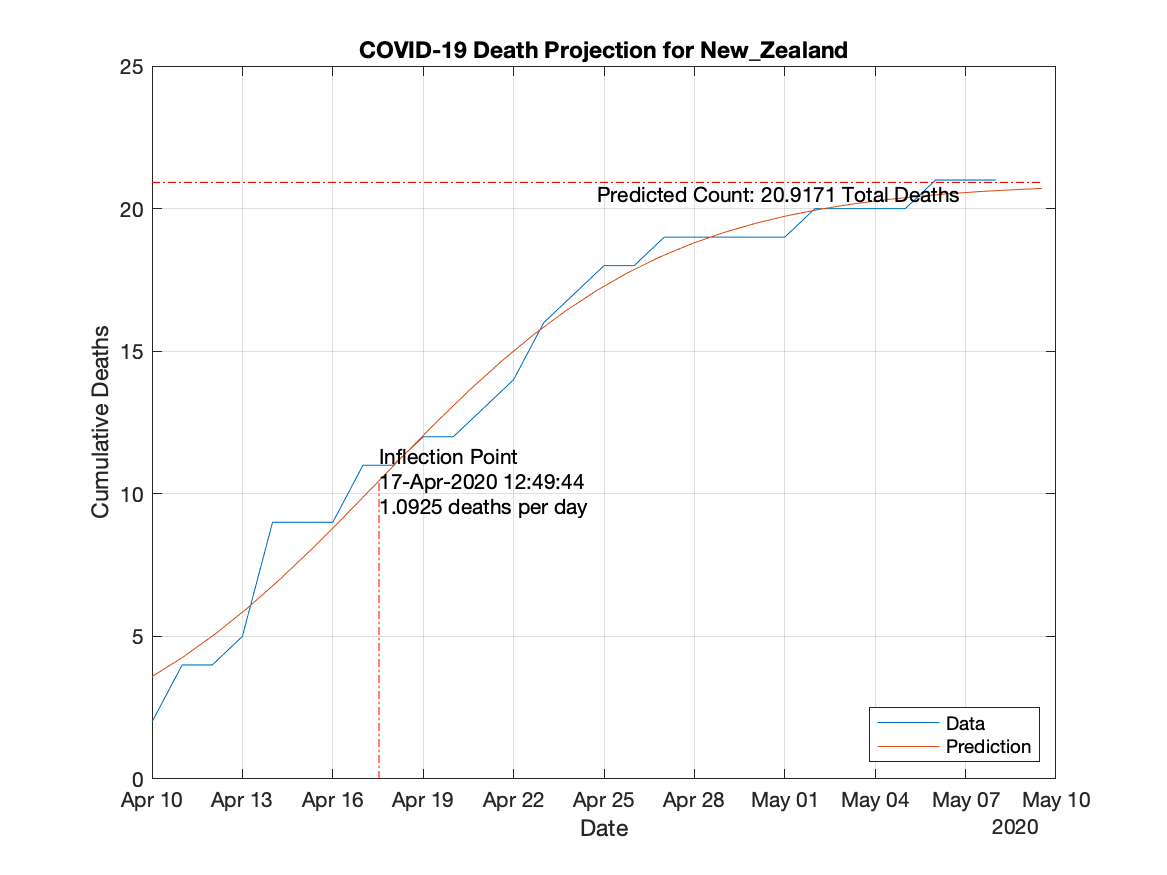 COVID-19 Death Projection for New_Zealand
25
20
15
10
5
0
Cumulative Deaths
Predicted Count: 20.9171 Total Deaths
Inflection Point
17-Apr-2020 12:49:44
1.0925 deaths per day
Data
Prediction
Apr 10 Apr 13 Apr 16 Apr 19 Apr 22 Apr 25 Apr 28 May 01 May 04 May 07 May 10
Date
2020